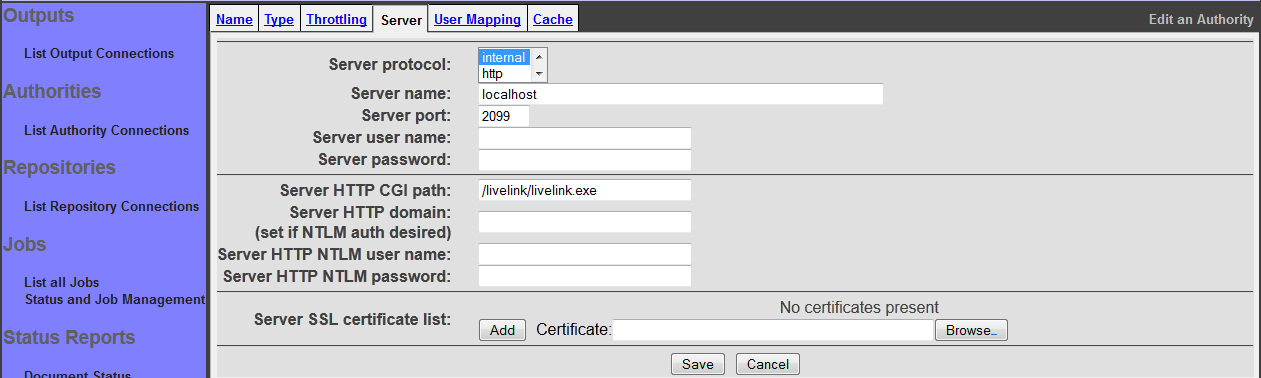 Outputs
List Output Connections
Authorities
List Authority Connections
Repositories
List Repository Connections
Jobs
List all Jobs
Status and Job Management
Status Reports
Document Status
Name Type Throttling Server User Mapping Cache Edit an Authority
Server protocol: internal
http
Server name: localhost
Server port: 2099
Server user name:
Server password:
Server HTTP CGI path: /livelink/livelink.exe
Server HTTP domain:
(set if NTLM auth desired)
Server HTTP NTLM user name:
Server HTTP NTLM password:
Server SSL certificate list: No certificates present
Add Certificate: Browse..
Save Cancel